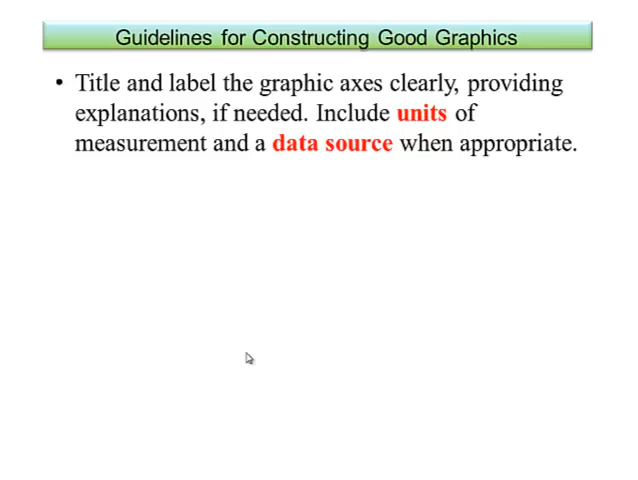 Guidelines for Constructing Good Graphics
• Title and label the graphic axes clearly, providing
explanations, if needed. Include units of
measurement and a data source when appropriate.